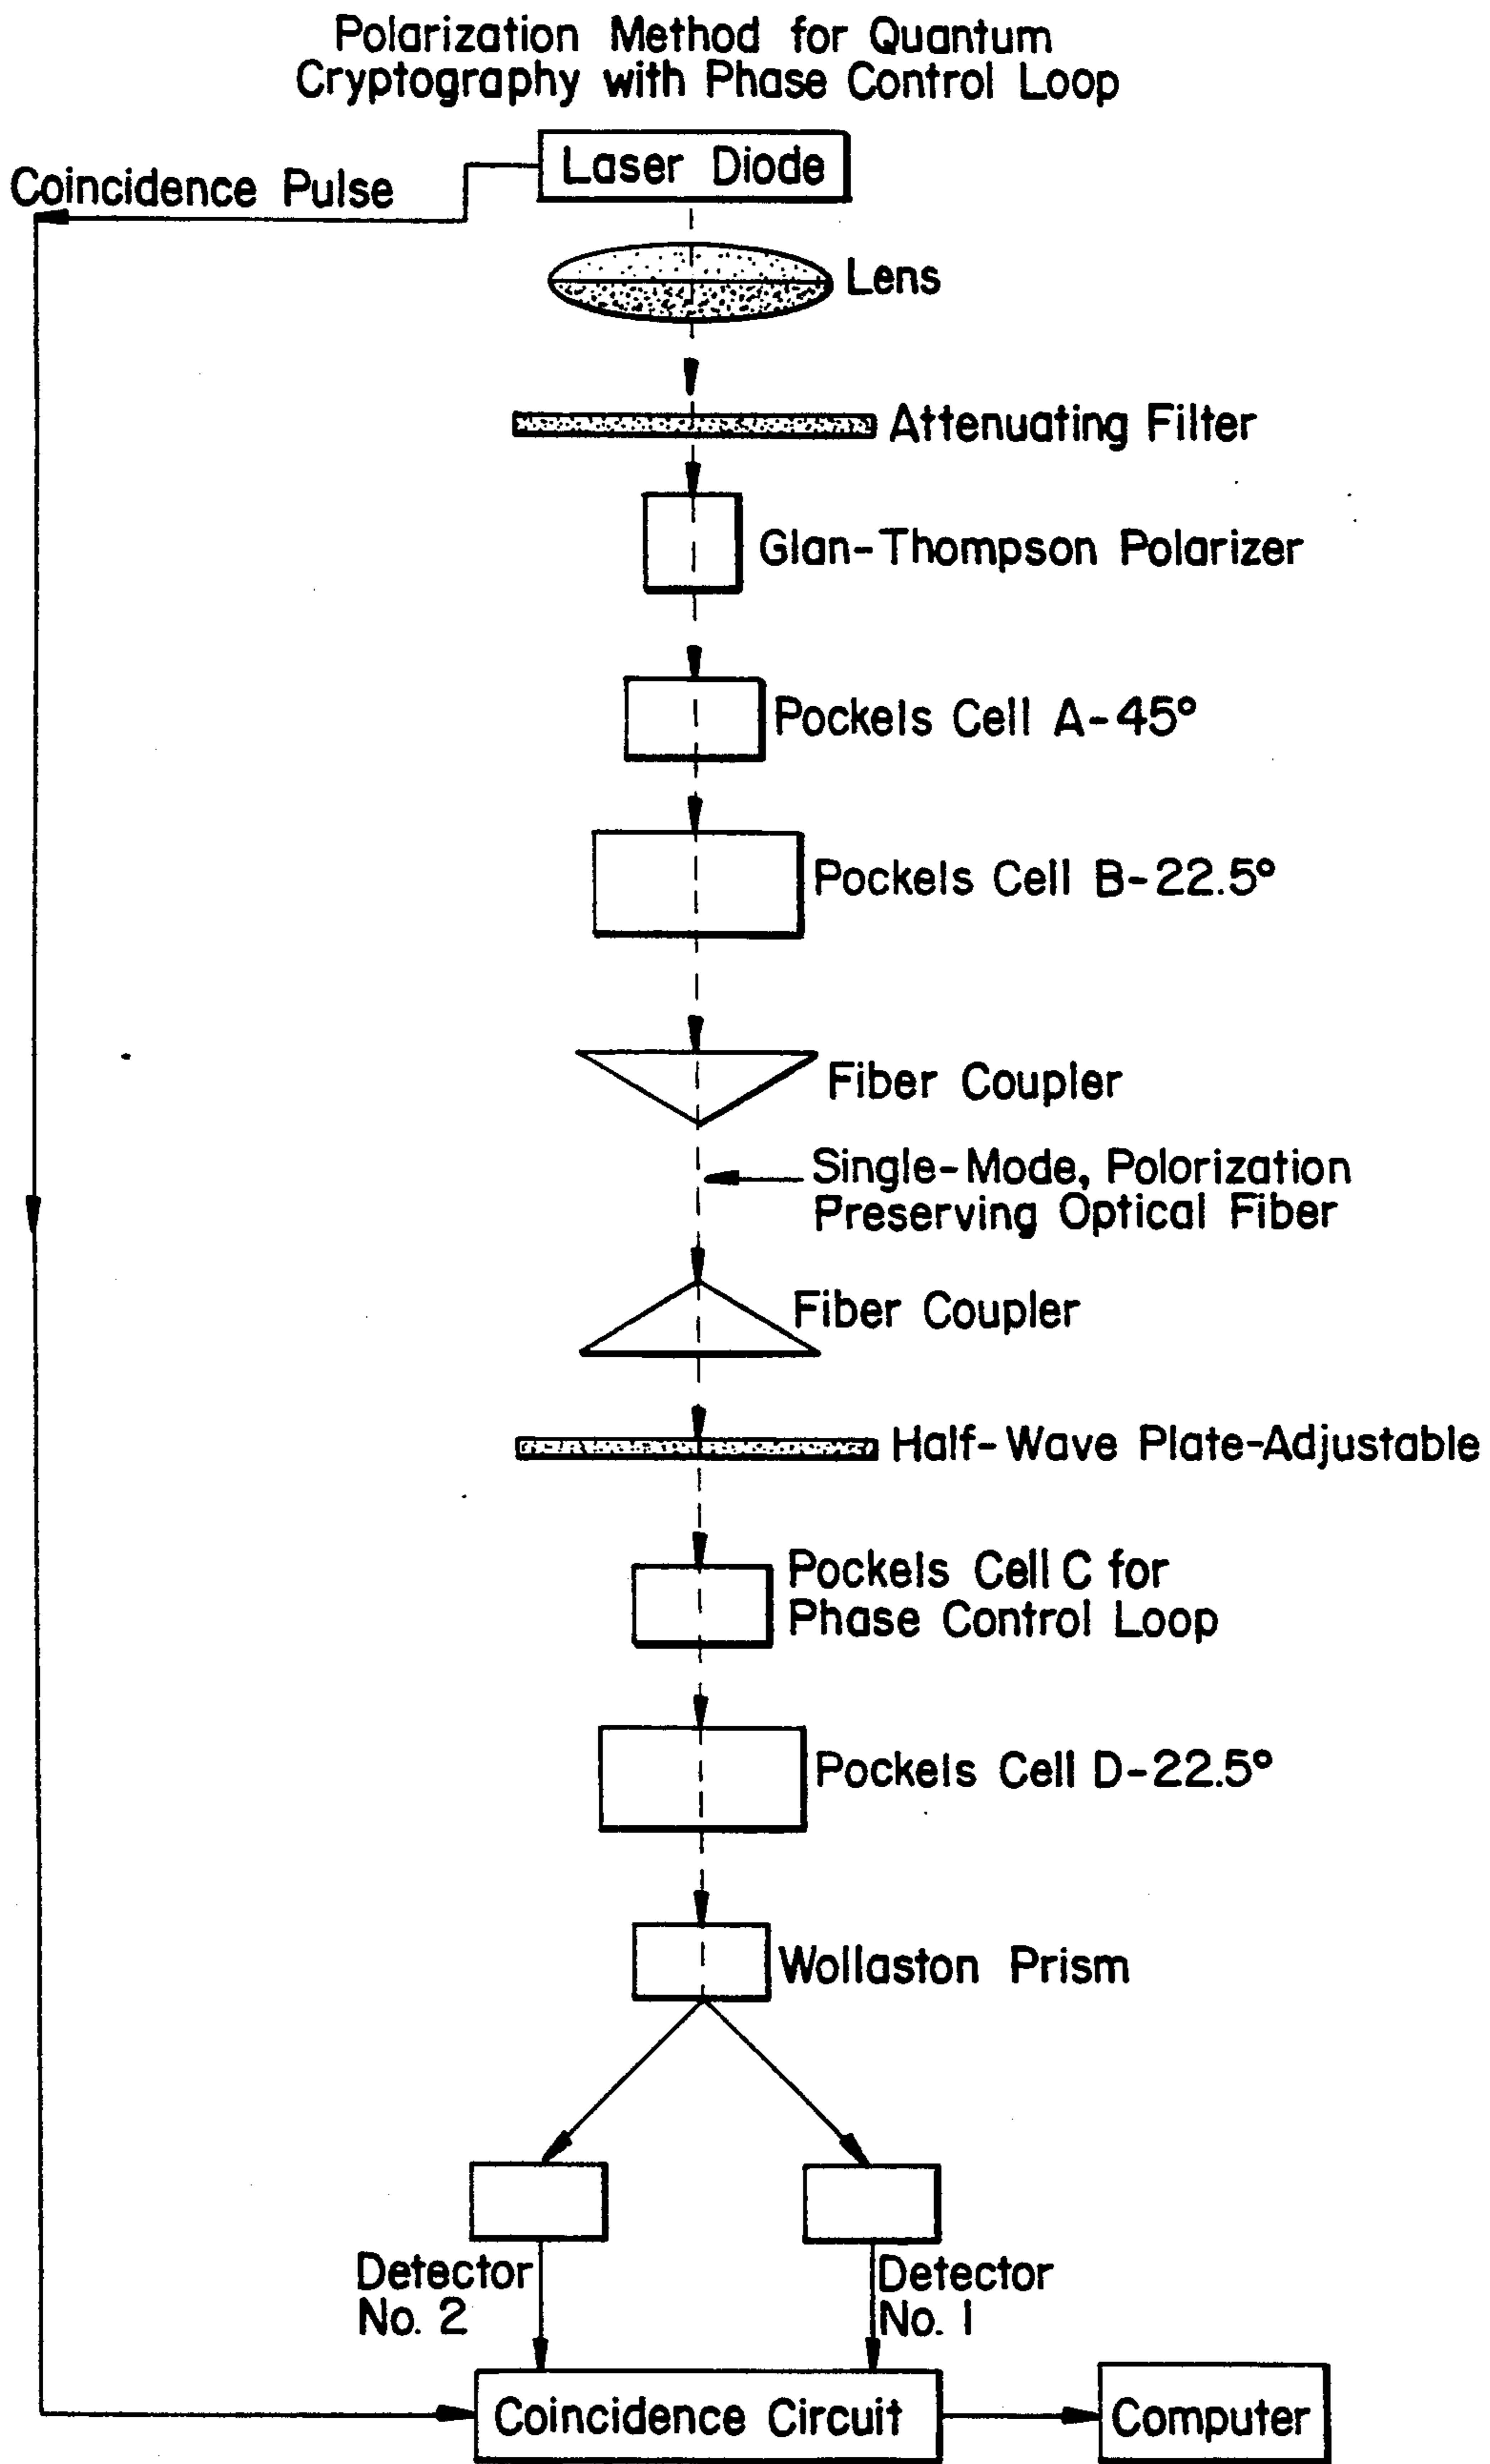 Polarization Method for Quantum
Cryptography with Phase Control Loop
Laser Diode
Coincidence Pulse
Lens
Attenuating Filter
Glan-Thompson Polarizer
Pockels Cell A-45°
Pockels Cell B-22.5°
Fiber Coupler
Single-Mode, Polorization
Preserving Optical Fiber
Fiber Coupler
Half-Wave Plate-Adjustable
Pockels Cell C for
Phase Control Loop
Pockels Cell D-22.5°
Wollaston Prism
Detector
No. 2
Detector
No. 1
Coincidence Circuit
Computer